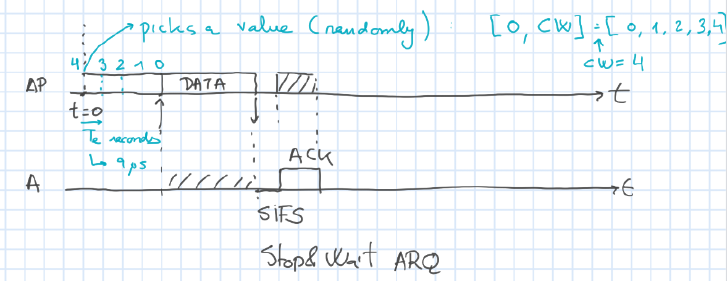 picks a value (randomly) [0, CW] = [0, 1, 2, 3, 4]
CW = 4
4 3 2 1 0
AP DATA t
t=0
Te seconds
↳ 9 μs
ACK
A t
SIFS
Stop & Wait ARQ